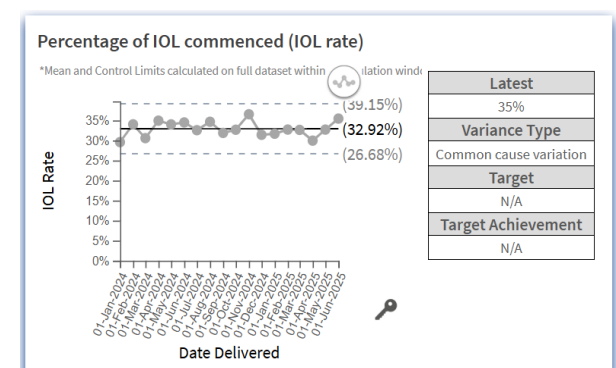 Percentage of IOL commenced (IOL rate)
*Mean and Control Limits calculated on full dataset within lation wind
Latest
35%
Variance Type
Common cause variation
Target
N/A
Target Achievement
N/A
(39.15%)
(32.92%)
(26.68%)
35%
30%
25%
20%
15%
10%
5%
0%
IOL Rate
01-Jan-2024
01-Feb-2024
01-Mar-2024
01-Apr-2024
01-May-2024
01-Jun-2024
01-Jul-2024
01-Aug-2024
01-Sep-2024
01-Oct-2024
01-Nov-2024
01-Dec-2024
01-Jan-2025
01-Feb-2025
01-Mar-2025
01-Apr-2025
01-May-2025
01-Jun-2025
Date Delivered